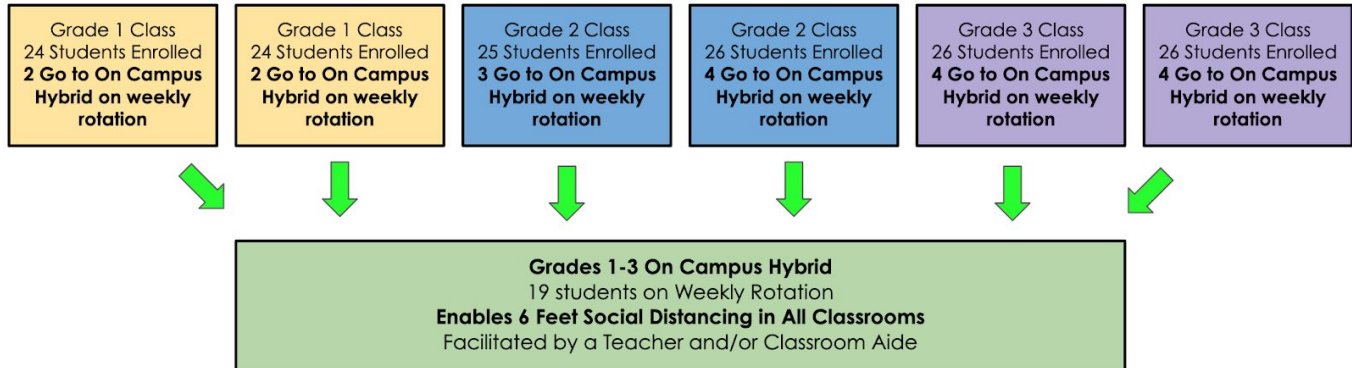 Grade 1 Class
24 Students Enrolled
2 Go to On Campus
Hybrid on weekly
rotation
Grade 1 Class
24 Students Enrolled
2 Go to On Campus
Hybrid on weekly
rotation
Grade 2 Class
25 Students Enrolled
3 Go to On Campus
Hybrid on weekly
rotation
Grade 2 Class
26 Students Enrolled
4 Go to On Campus
Hybrid on weekly
rotation
Grade 3 Class
26 Students Enrolled
4 Go to On Campus
Hybrid on weekly
rotation
Grade 3 Class
26 Students Enrolled
4 Go to On Campus
Hybrid on weekly
rotation
Grades 1-3 On Campus Hybrid
19 students on Weekly Rotation
Enables 6 Feet Social Distancing in All Classrooms
Facilitated by a Teacher and/or Classroom Aide